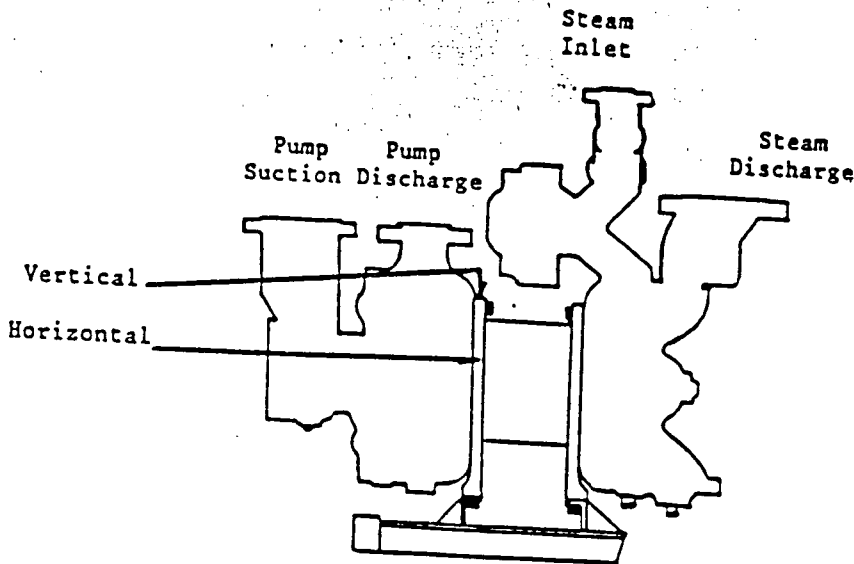 Steam
Inlet
Pump
Suction
Pump
Discharge
Steam
Discharge
Vertical
Horizontal